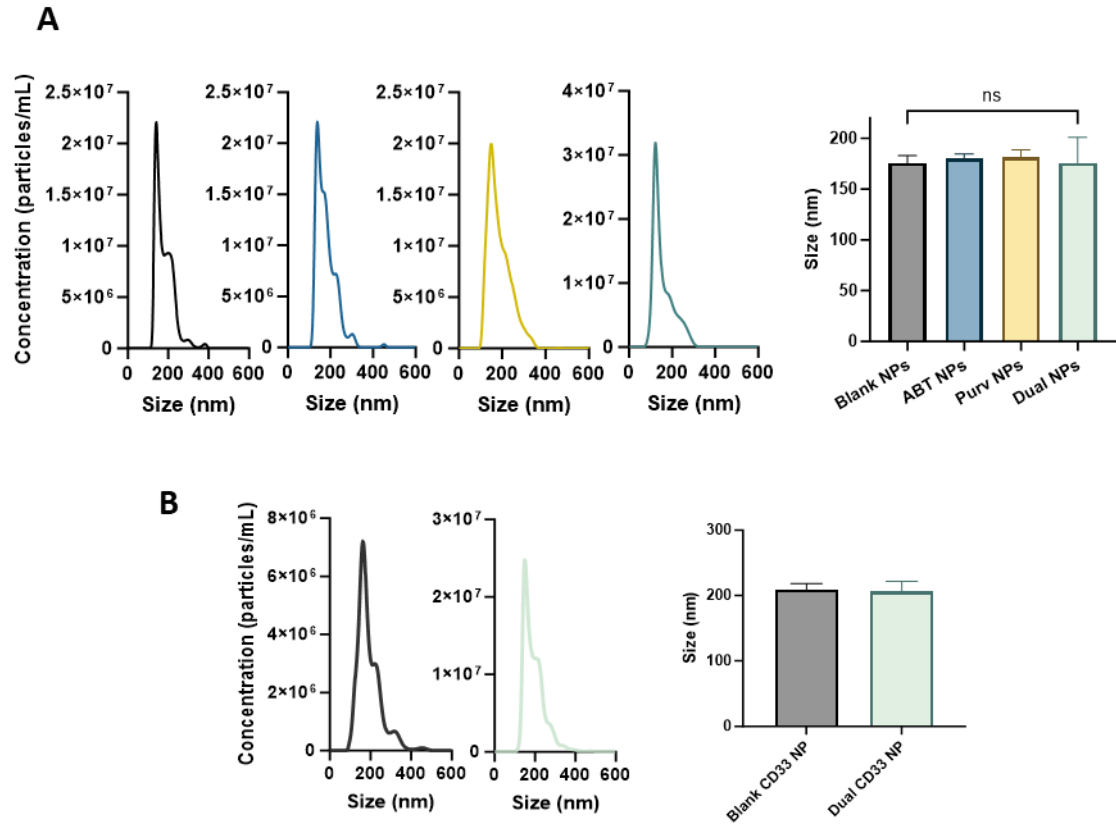 A
Concentration (particles/mL)
2.5×10⁷
2×10⁷
1.5×10⁷
1×10⁷
5×10⁶
0
0 200 400 600
Size (nm)
2.5×10⁷
2×10⁷
1.5×10⁷
1×10⁷
5×10⁶
0
0 200 400 600
Size (nm)
2.5×10⁷
2×10⁷
1.5×10⁷
1×10⁷
5×10⁶
0
0 200 400 600
Size (nm)
4×10⁷
3×10⁷
2×10⁷
1×10⁷
0
0 200 400 600
Size (nm)
ns
Size (nm)
200
150
100
50
0
Blank NPs
ABT NPs
Purv NPs
Dual NPs
B
Concentration (particles/mL)
8×10⁶
6×10⁶
4×10⁶
2×10⁶
0
0 200 400 600
Size (nm)
3×10⁷
2×10⁷
1×10⁷
0
0 200 400 600
Size (nm)
Size (nm)
300
200
100
0
Blank CD33 NP
Dual CD33 NP